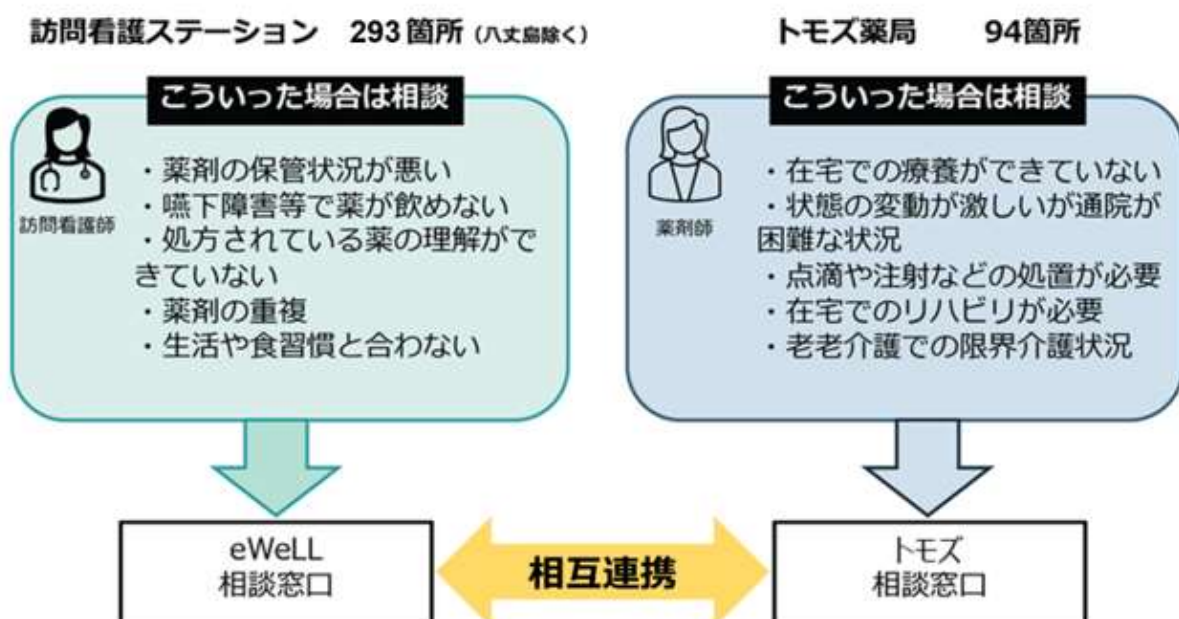 訪問看護ステーション 293箇所(八丈島除く)
こういった場合は相談
訪問看護師
・薬剤の保管状況が悪い
・嚥下障害等で薬が飲めない
・処方されている薬の理解がで
きていない
・薬剤の重複
・生活や食習慣と合わない
eWeLL
相談窓口
相互連携
トモズ薬局 94箇所
こういった場合は相談
薬剤師
・在宅での療養ができていない
・状態の変動が激しいが通院が
困難な状況
・点滴や注射などの処置が必要
・在宅でのリハビリが必要
・老老介護での限界介護状況
トモズ
相談窓口